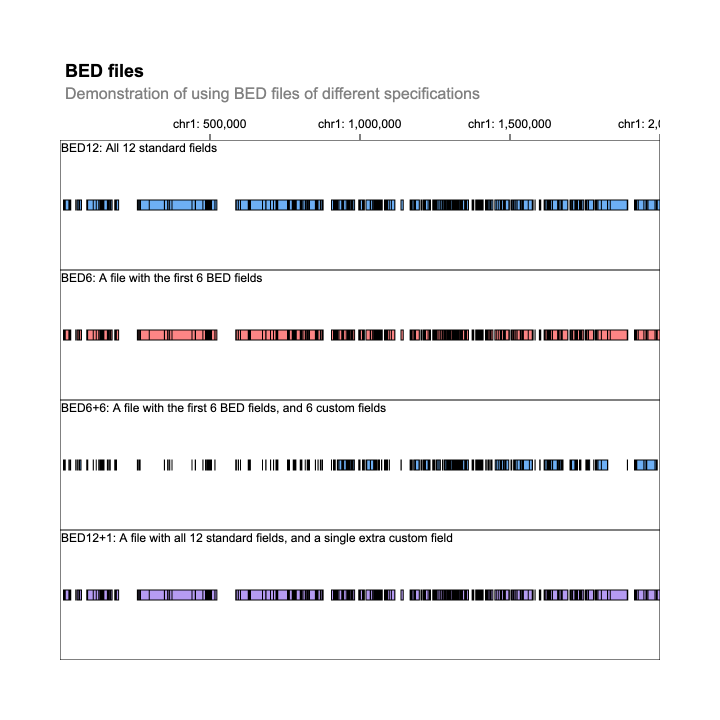 BED files
Demonstration of using BED files of different specifications
chr1: 500,000 chr1: 1,000,000 chr1: 1,500,000 chr1: 2,0
BED12: All 12 standard fields
BED6: A file with the first 6 BED fields
BED6+6: A file with the first 6 BED fields, and 6 custom fields
BED12+1: A file with all 12 standard fields, and a single extra custom field